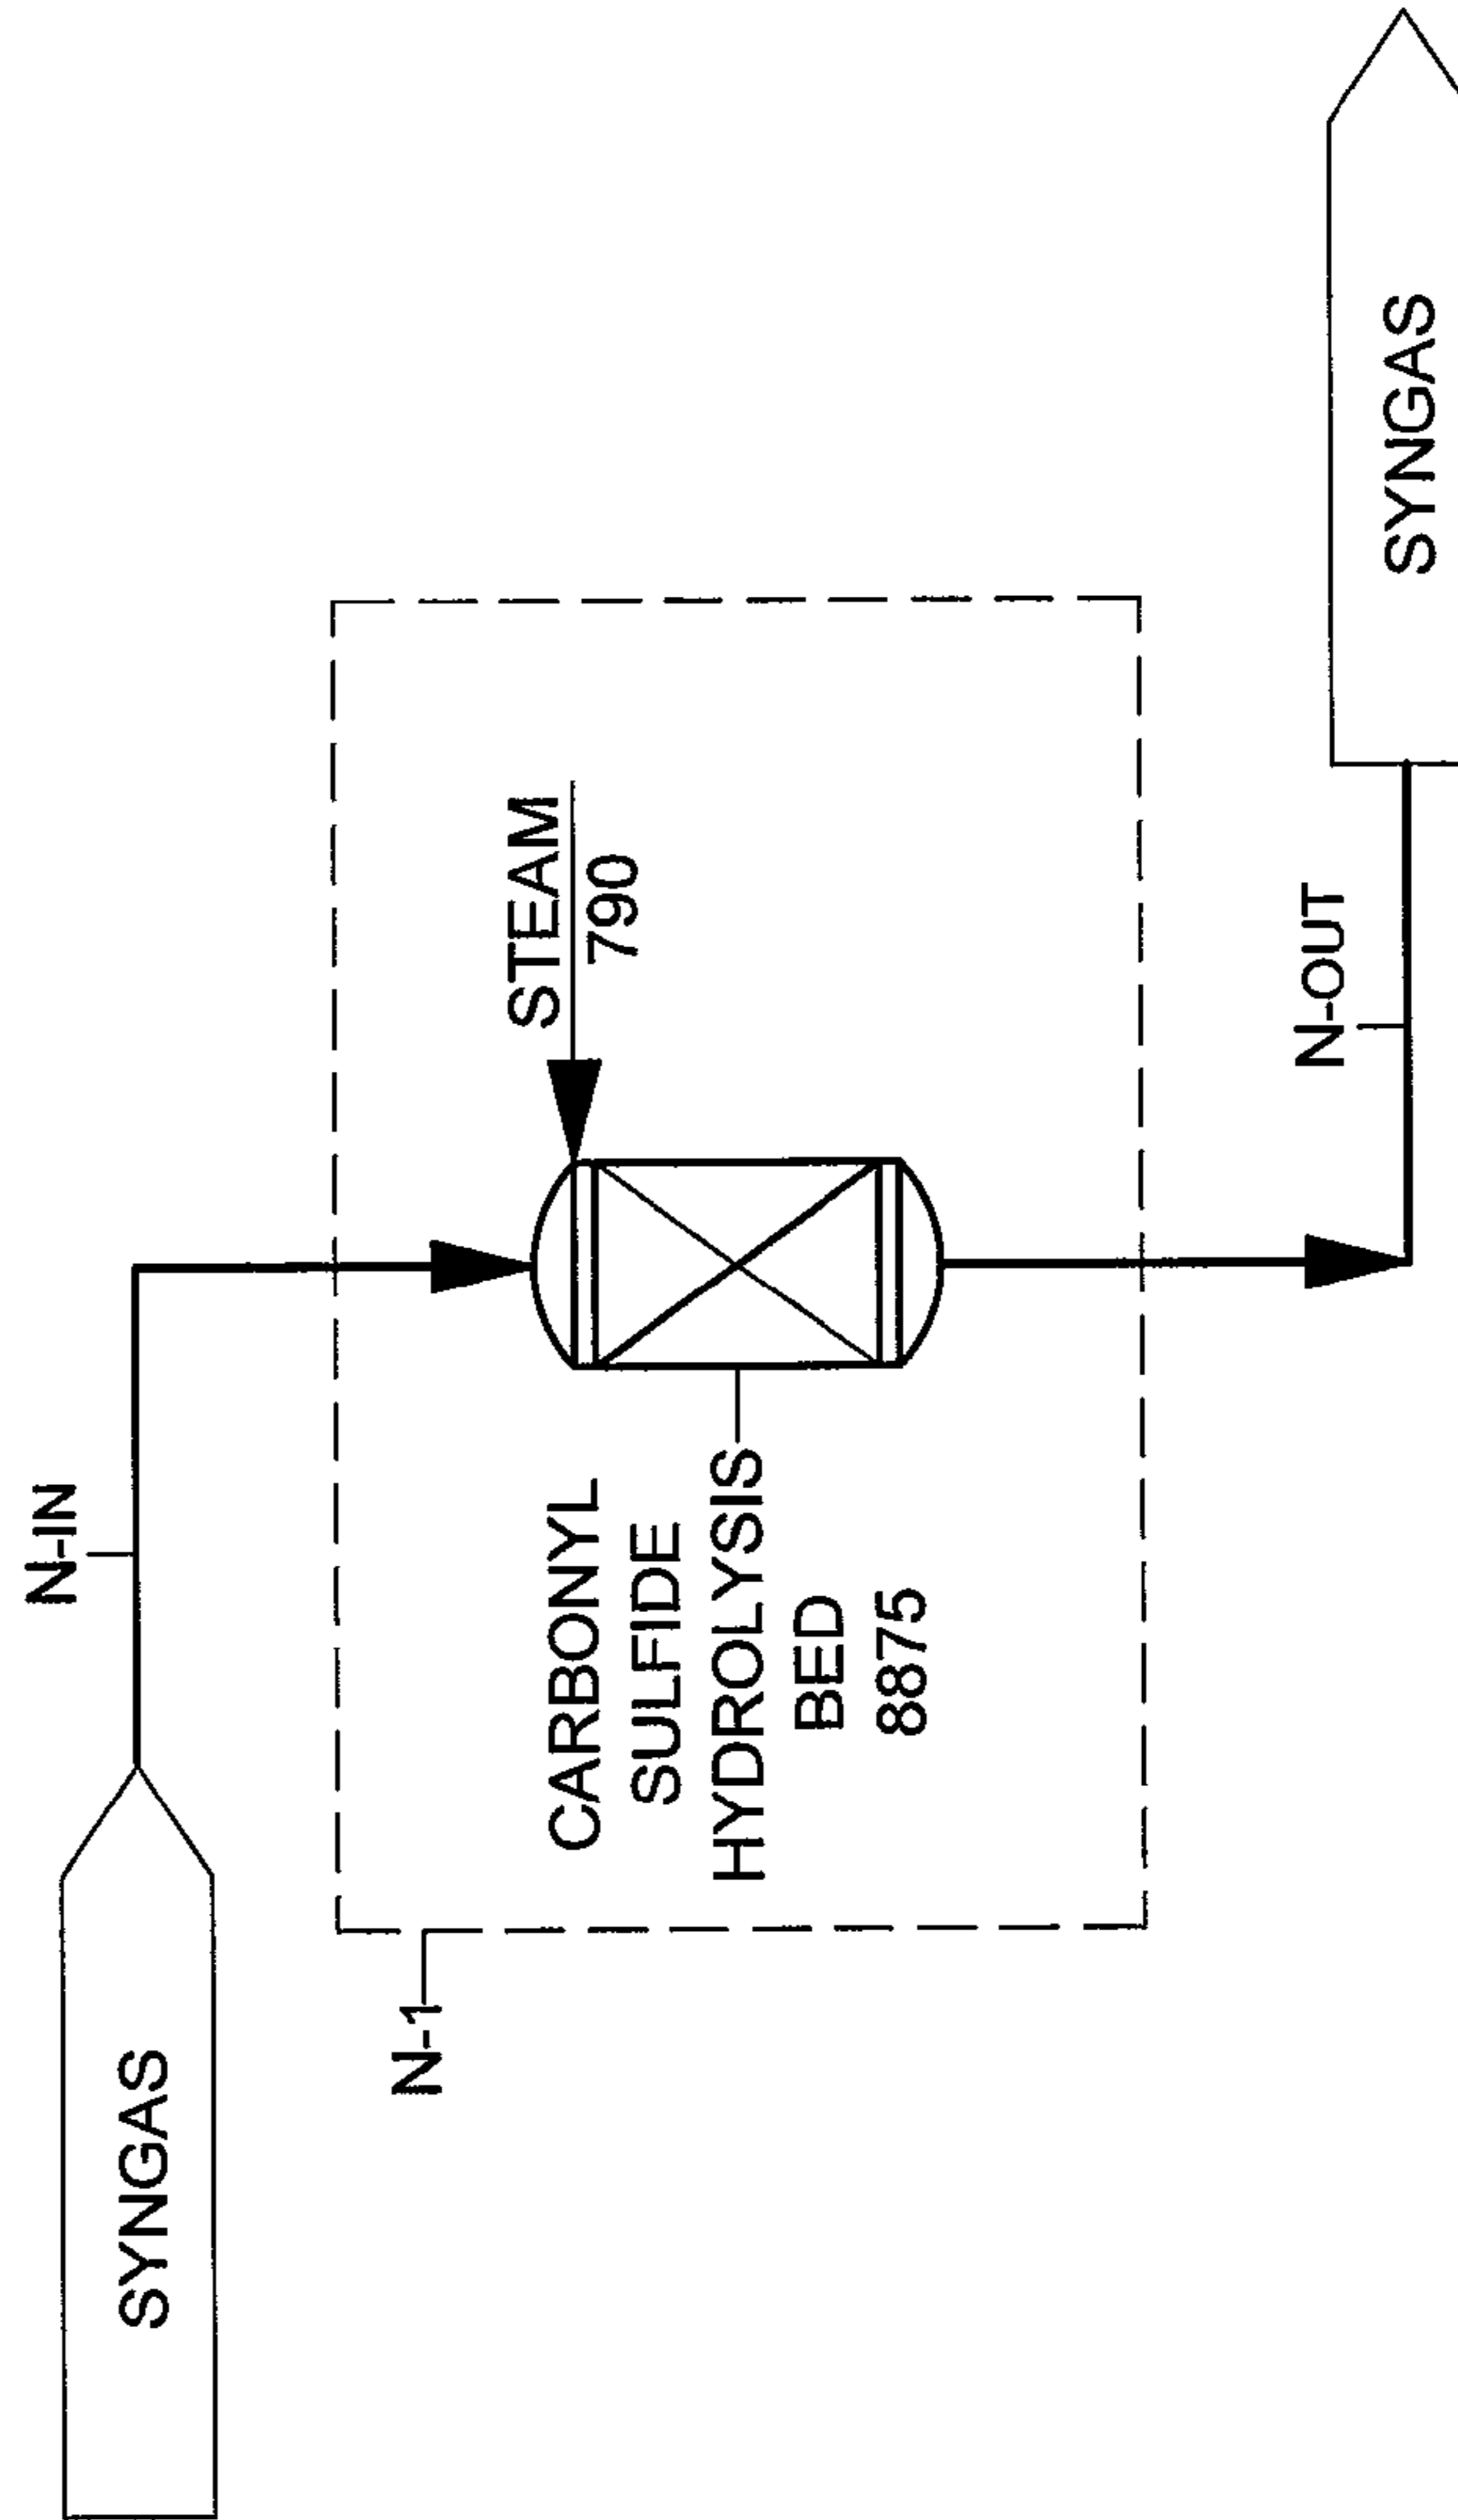 SYNGAS
N-IN
N-1
STEAM
790
CARBONYL
SULFIDE
HYDROLYSIS
BED
8875
N-OUT
SYNGAS